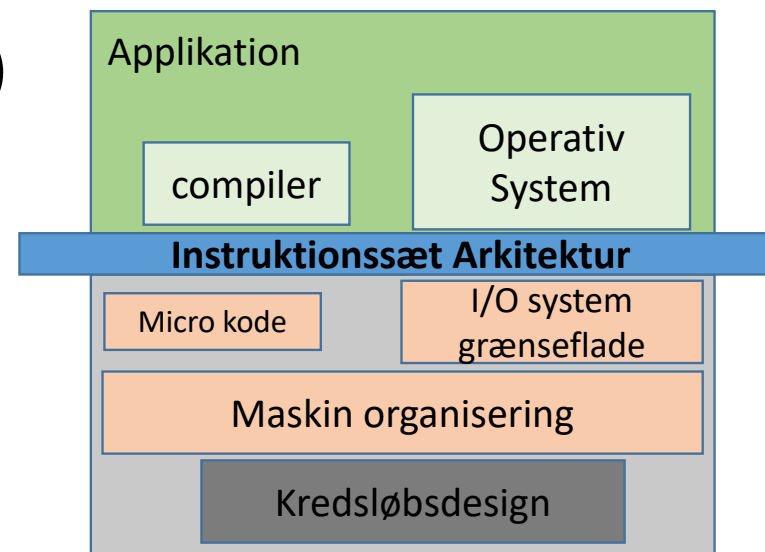 )
Applikation
compiler
Operativ
System
Instruktionssæt Arkitektur
Micro kode
I/O system
grænseflade
Maskin organisering
Kredsløbsdesign